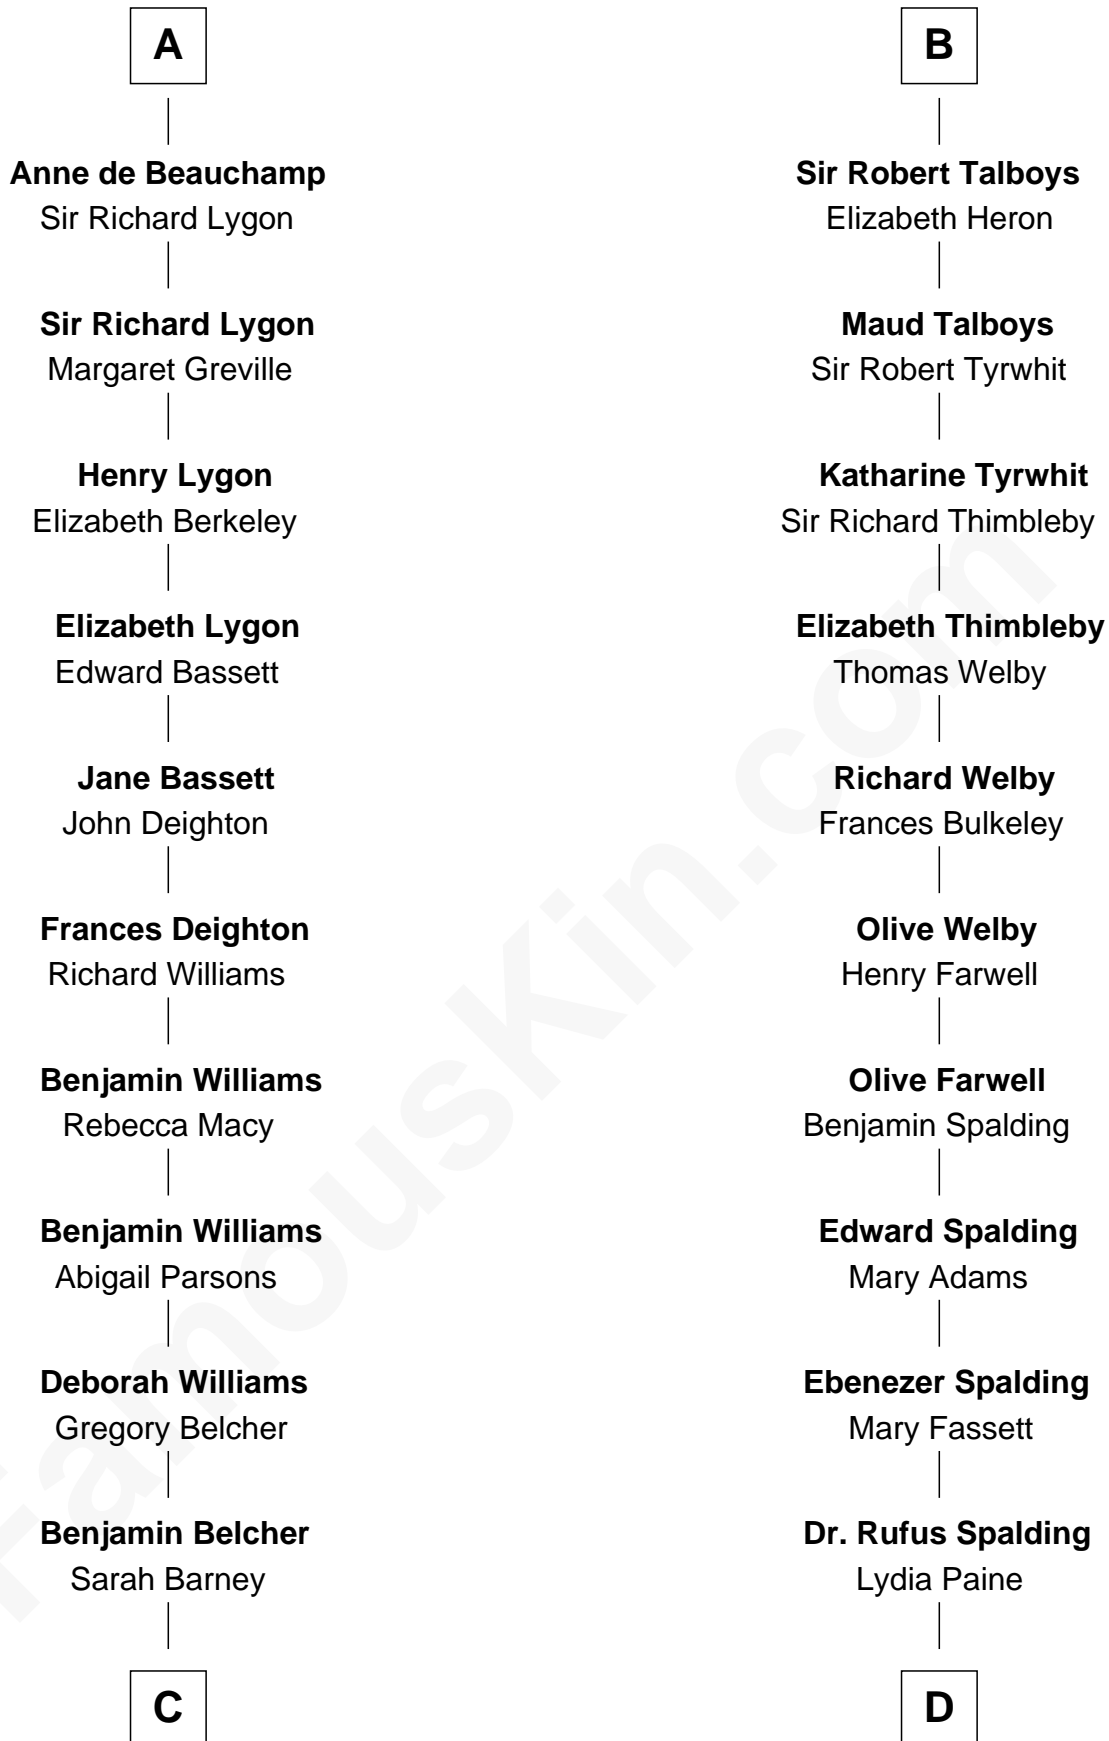 A
Anne de Beauchamp
Sir Richard Lygon
Sir Richard Lygon
Margaret Greville
Henry Lygon
Elizabeth Berkeley
Elizabeth Lygon
Edward Bassett
Jane Bassett
John Deighton
Frances Deighton
Richard Williams
Benjamin Williams
Rebecca Macy
Benjamin Williams
Abigail Parsons
Deborah Williams
Gregory Belcher
Benjamin Belcher
Sarah Barney
C
B
Sir Robert Talboys
Elizabeth Heron
Maud Talboys
Sir Robert Tyrwhit
Katharine Tyrwhit
Sir Richard Thimbleby
Elizabeth Thimbleby
Thomas Welby
Richard Welby
Frances Bulkeley
Olive Welby
Henry Farwell
Olive Farwell
Benjamin Spalding
Edward Spalding
Mary Adams
Ebenezer Spalding
Mary Fassett
Dr. Rufus Spalding
Lydia Paine
D
FamousKin.com